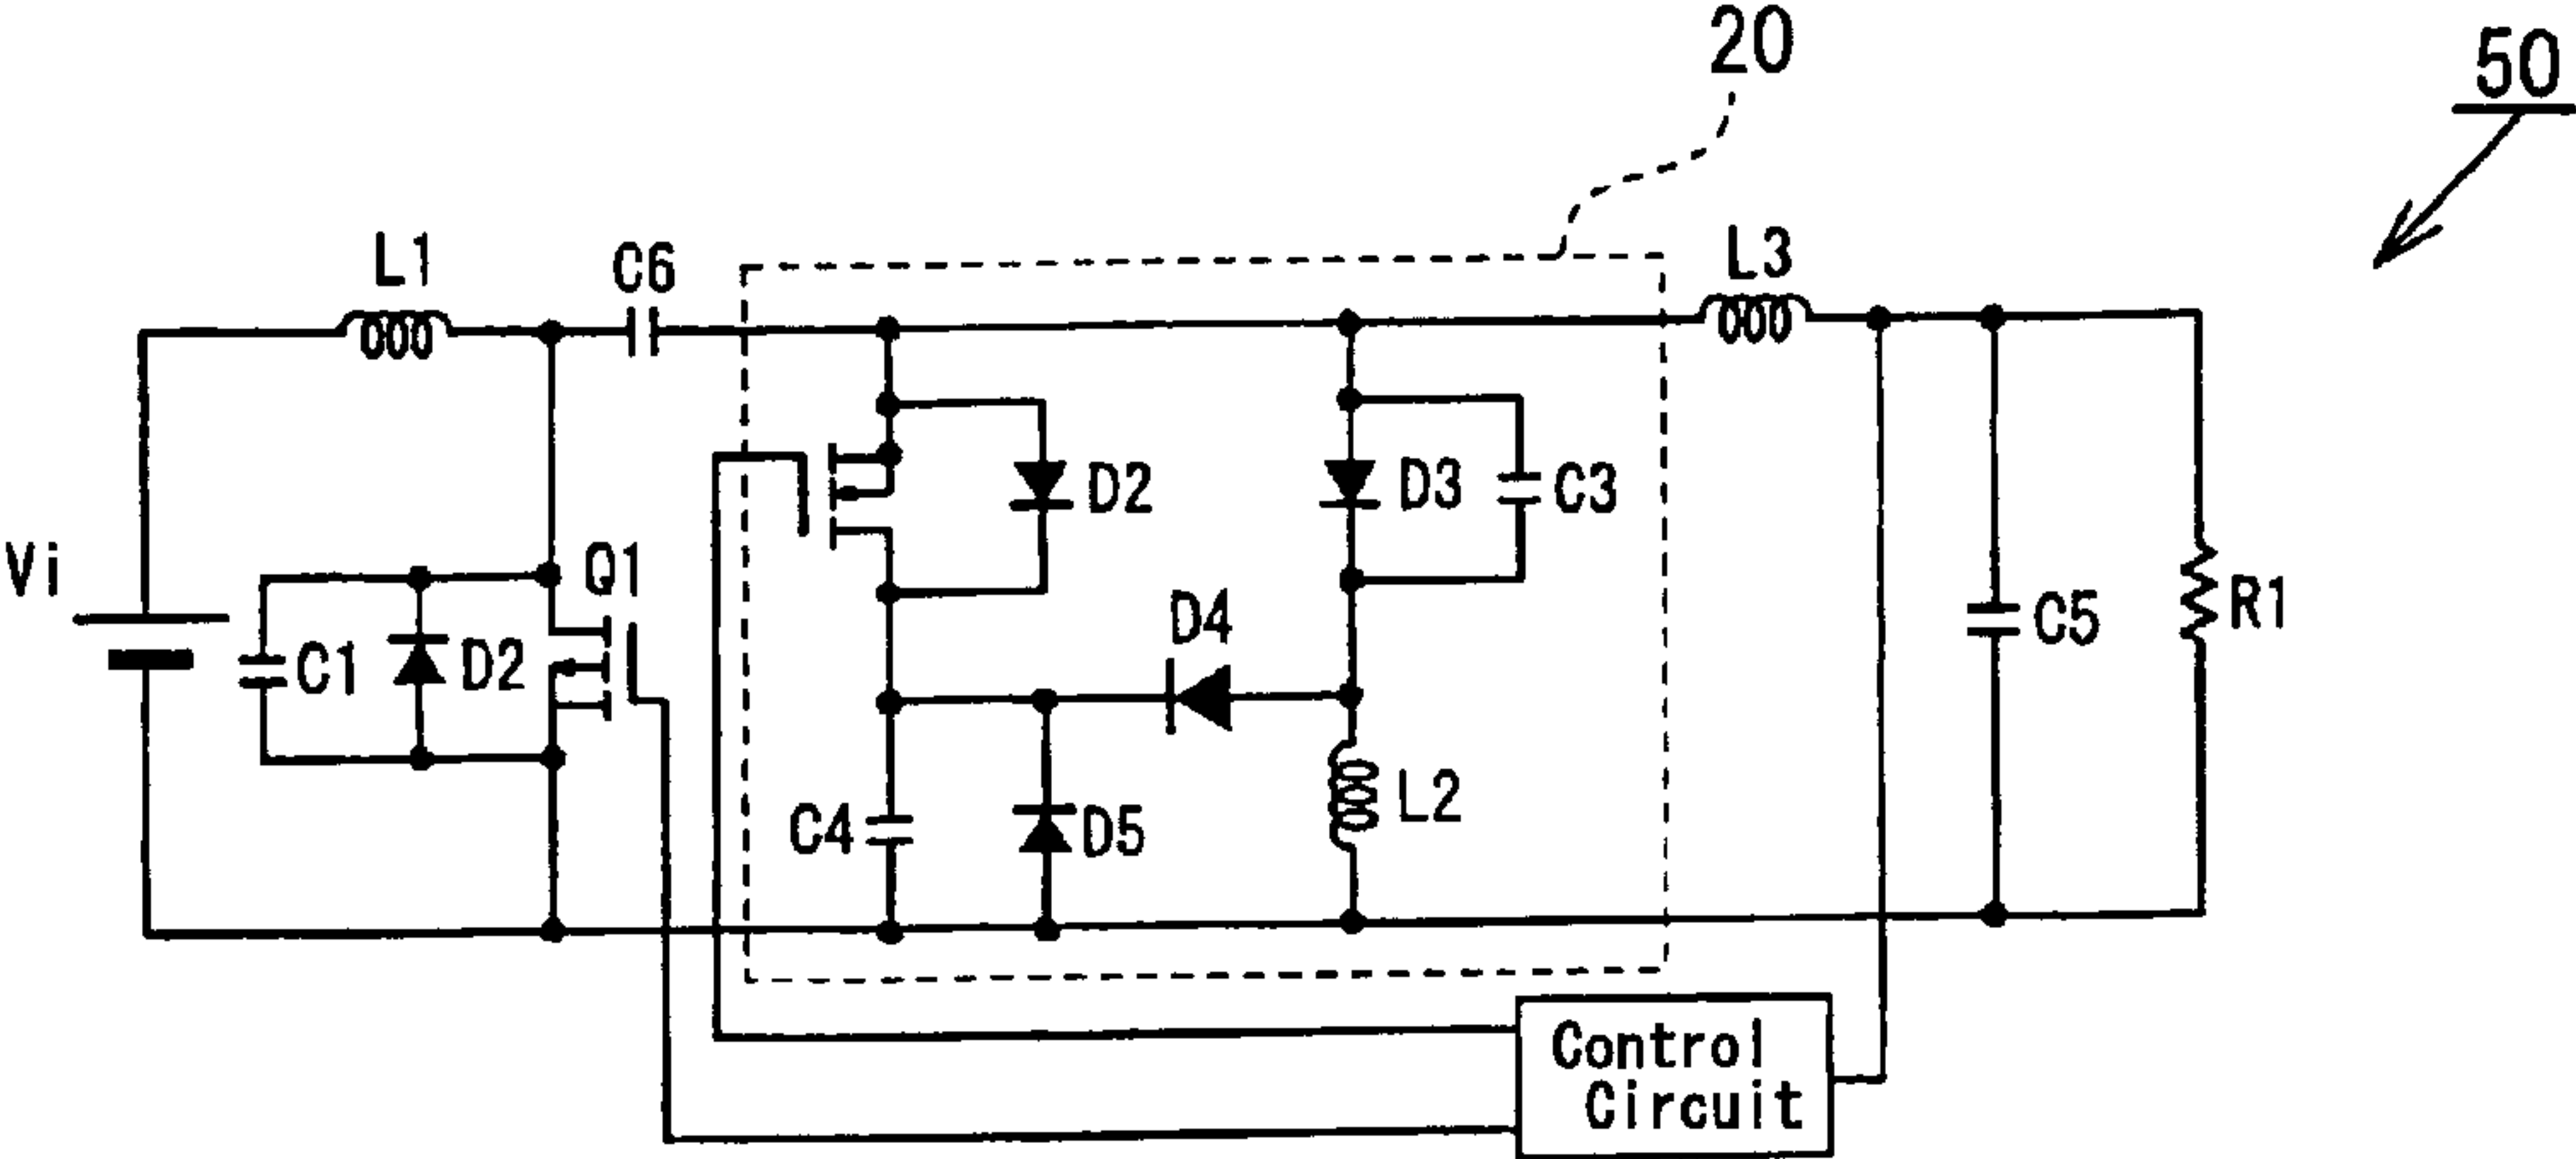 20
50
L1
C6
L3
Vi
C1
D2
Q1
D2
D3
C3
D4
C4
D5
L2
C5
R1
Control
Circuit